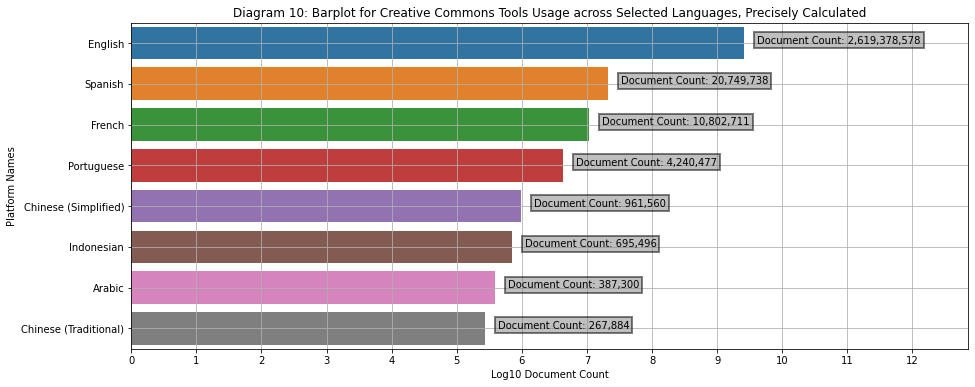 Diagram 10: Barplot for Creative Commons Tools Usage across Selected Languages, Precisely Calculated
Platform Names
English
Document Count: 2,619,378,578
Spanish
Document Count: 20,749,738
French
Document Count: 10,802,711
Portuguese
Document Count: 4,240,477
Chinese (Simplified)
Document Count: 961,560
Indonesian
Document Count: 695,496
Arabic
Document Count: 387,300
Chinese (Traditional)
Document Count: 267,884
0 1 2 3 4 5 6 7 8 9 10 11 12
Log10 Document Count